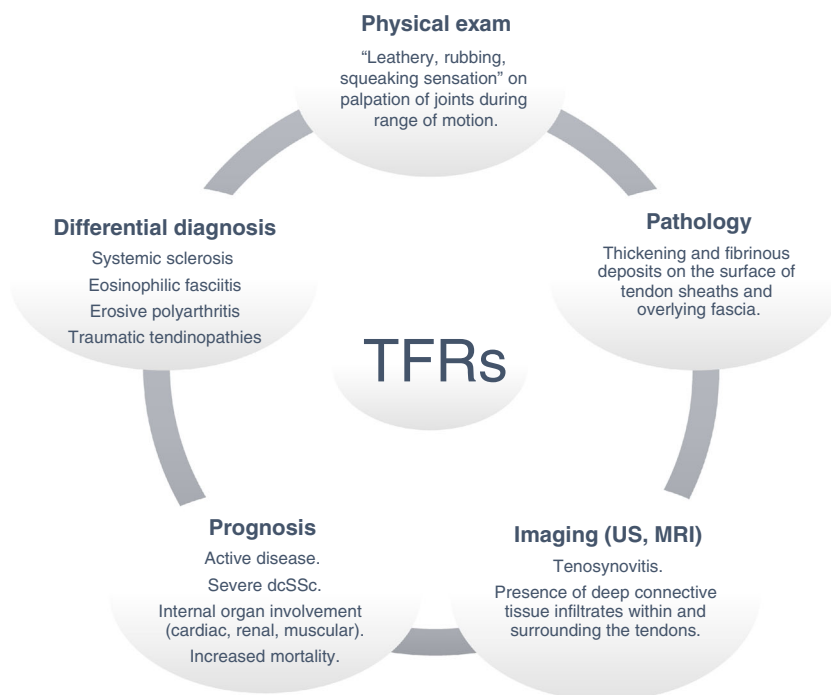 Physical exam
“Leathery, rubbing,
squeaking sensation” on
palpation of joints during
range of motion.
Differential diagnosis
Systemic sclerosis
Eosinophilic fasciitis
Erosive polyarthritis
Traumatic tendinopathies
Pathology
Thickening and fibrinous
deposits on the surface of
tendon sheaths and
overlying fascia.
TFRs
Prognosis
Active disease.
Severe dcSSc.
Internal organ involvement
(cardiac, renal, muscular).
Increased mortality.
Imaging (US, MRI)
Tenosynovitis.
Presence of deep connective
tissue infiltrates within and
surrounding the tendons.